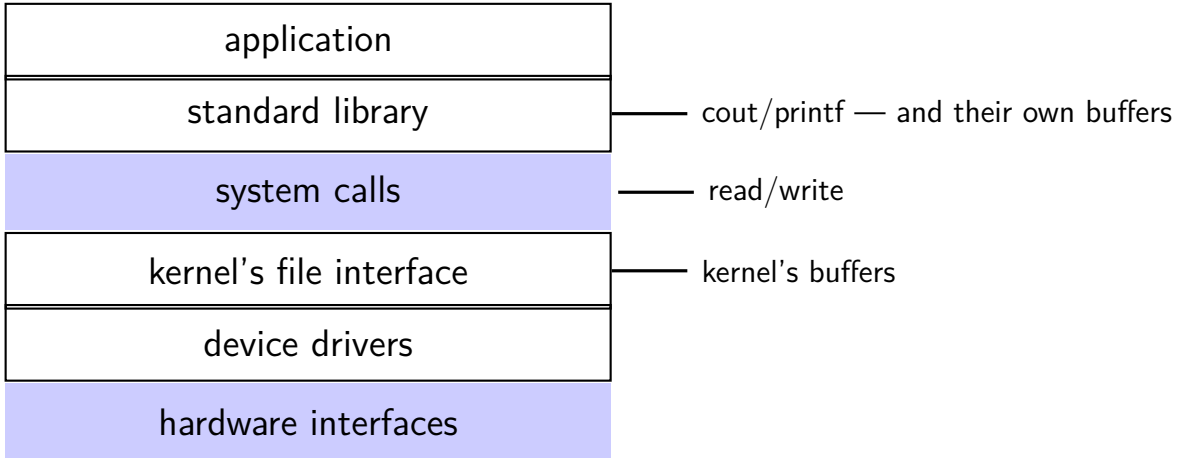 application
standard library
cout/printf — and their own buffers
system calls
read/write
kernel's file interface
kernel's buffers
device drivers
hardware interfaces